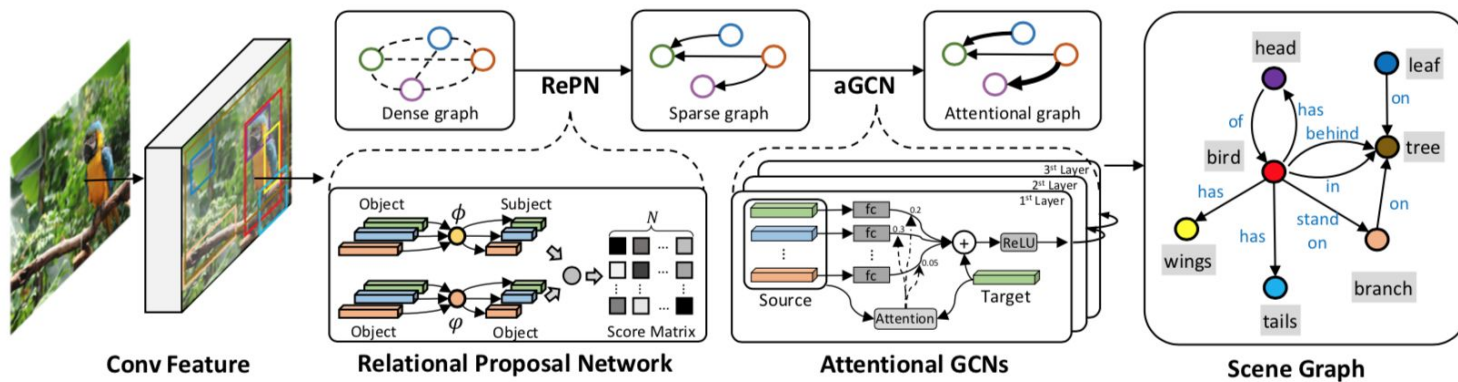 Dense graph
RePN
Sparse graph
aGCN
Attentional graph
Object
ϕ
Subject
N
Object
φ
Object
Score Matrix
3st Layer
2st Layer
1st Layer
fc
0.2
fc
0.3
fc
0.05
ReLU
Source
Target
Attention
head
leaf
of
has
on
behind
bird
tree
has
in
stand
on
on
has
wings
branch
tails
Conv Feature
Relational Proposal Network
Attentional GCNs
Scene Graph